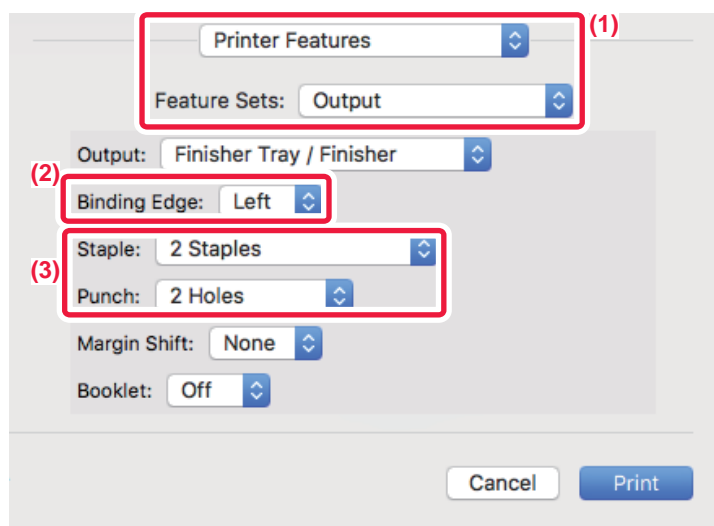 Printer Features
(1)
Feature Sets: Output
Output: Finisher Tray / Finisher
(2)
Binding Edge: Left
Staple: 2 Staples
(3)
Punch: 2 Holes
Margin Shift: None
Booklet: Off
Cancel Print